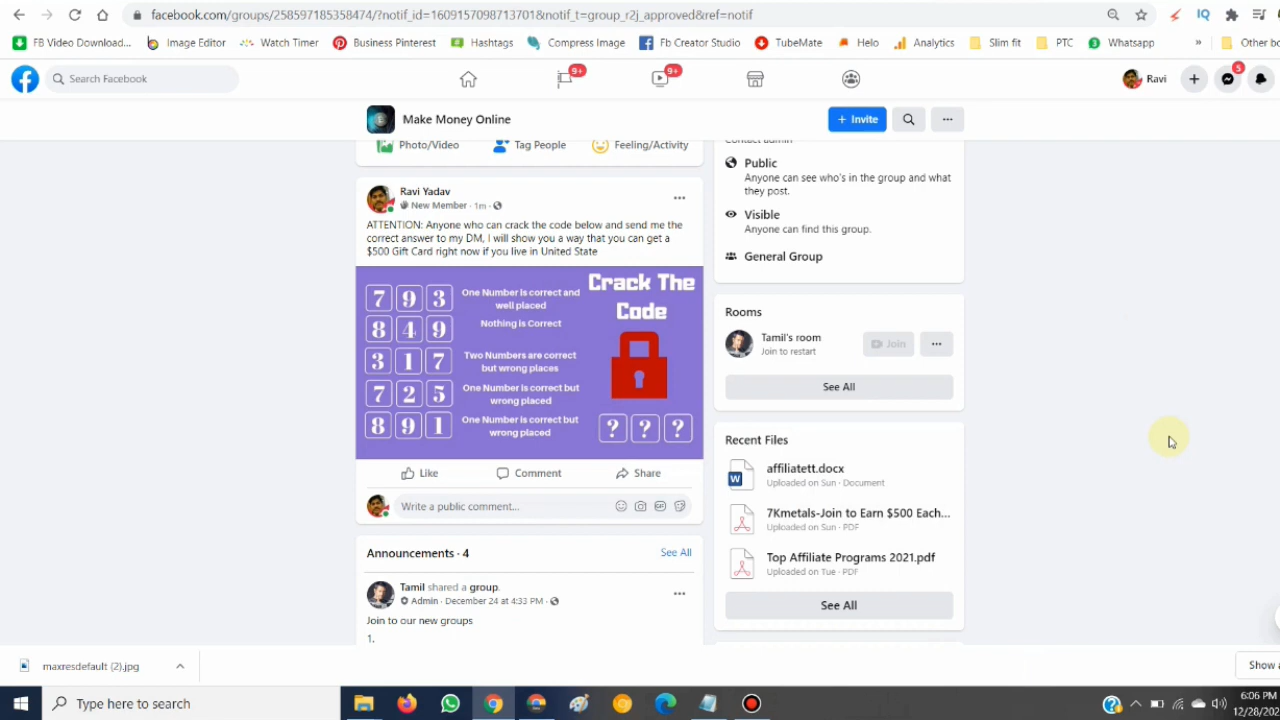 facebook.com/groups/258597185358474/?notif_id=1609157098713701&notif_t=group_r2j_approved&ref=notif
IQ
FB Video Download...
Image Editor
Watch Timer
Business Pinterest
Hashtags
Compress Image
Fb Creator Studio
TubeMate
Helo
Analytics
Slim fit
PTC
Whatsapp
»
Other bo
Search Facebook
9+
9+
Ravi
5
Make Money Online
+ Invite
Photo/Video
Tag People
Feeling/Activity
Ravi Yadav
New Member · 1m ·
ATTENTION: Anyone who can crack the code below and send me the
correct answer to my DM, I will show you a way that you can get a
$500 Gift Card right now if you live in United State
Crack The
Code
7 9 3
One Number is correct and
well placed
8 4 9
Nothing is Correct
3 1 7
Two Numbers are correct
but wrong places
7 2 5
One Number is correct but
wrong placed
8 9 1
One Number is correct but
wrong placed
? ? ?
Like
Comment
Share
Write a public comment...
GIF
Announcements · 4
See All
Tamil shared a group.
Admin · December 24 at 4:33 PM ·
Join to our new groups
1.
Contact admin
Public
Anyone can see who's in the group and what
they post.
Visible
Anyone can find this group.
General Group
Rooms
Tamil's room
Join to restart
Join
See All
Recent Files
affiliatett.docx
Uploaded on Sun · Document
7Kmetals-Join to Earn $500 Each...
Uploaded on Sun · PDF
Top Affiliate Programs 2021.pdf
Uploaded on Tue · PDF
See All
maxresdefault (2).jpg
Show a
Type here to search
6:06 PM
12/28/202